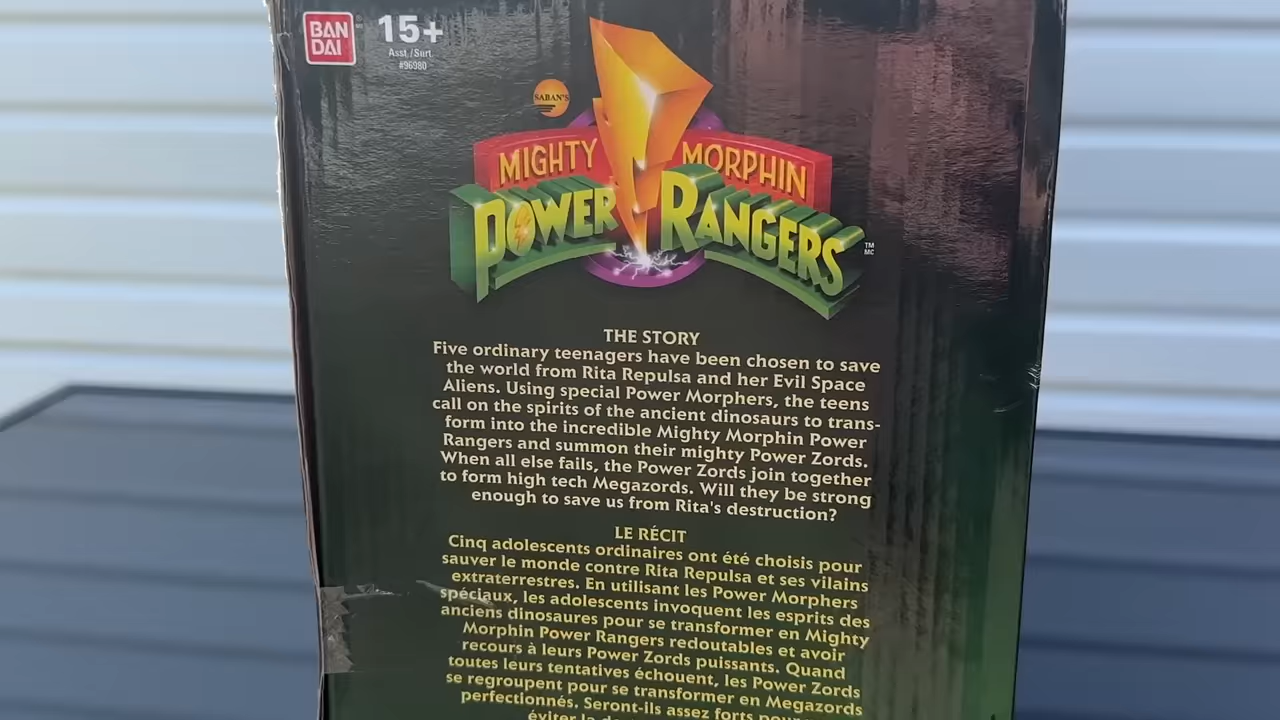 BAN
DAI
15+
Asst./Surt.
#96980
SABAN'S
MIGHTY MORPHIN
POWER RANGERS
TM
MC
THE STORY
Five ordinary teenagers have been chosen to save
the world from Rita Repulsa and her Evil Space
Aliens. Using special Power Morphers, the teens
call on the spirits of the ancient dinosaurs to trans-
form into the incredible Mighty Morphin Power
Rangers and summon their mighty Power Zords.
When all else fails, the Power Zords join together
to form high tech Megazords. Will they be strong
enough to save us from Rita's destruction?
LE RÉCIT
Cinq adolescents ordinaires ont été choisis pour
sauver le monde contre Rita Repulsa et ses vilains
extraterrestres. En utilisant les Power Morphers
spéciaux, les adolescents invoquent les esprits des
anciens dinosaures pour se transformer en Mighty
Morphin Power Rangers redoutables et avoir
recours à leurs Power Zords puissants. Quand
toutes leurs tentatives échouent, les Power Zords
se regroupent pour se transformer en Megazords
perfectionnés. Seront-ils assez forts pour
éviter la